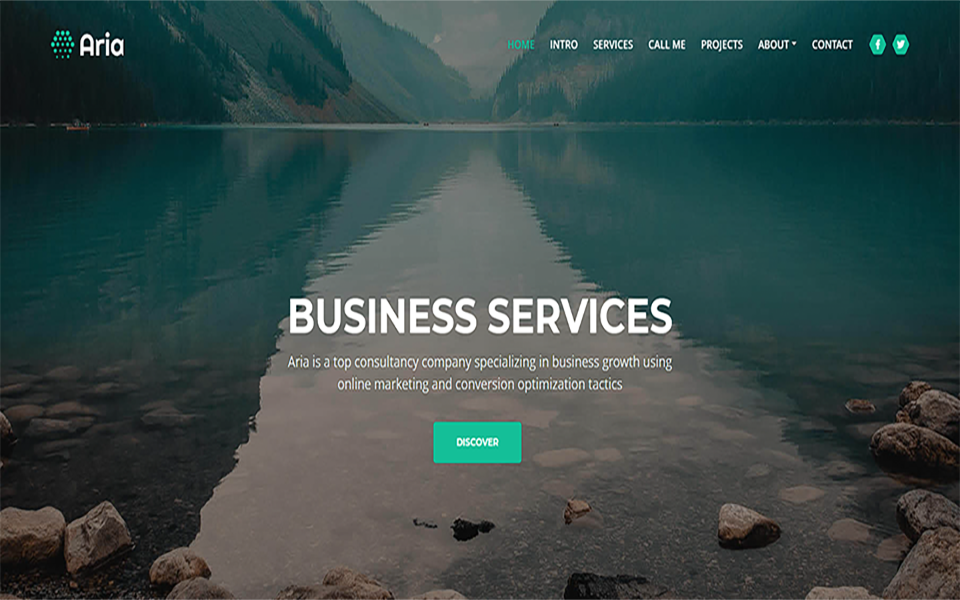 Aria
HOME INTRO SERVICES CALL ME PROJECTS ABOUT CONTACT
BUSINESS SERVICES
Aria is a top consultancy company specializing in business growth using
online marketing and conversion optimization tactics
DISCOVER